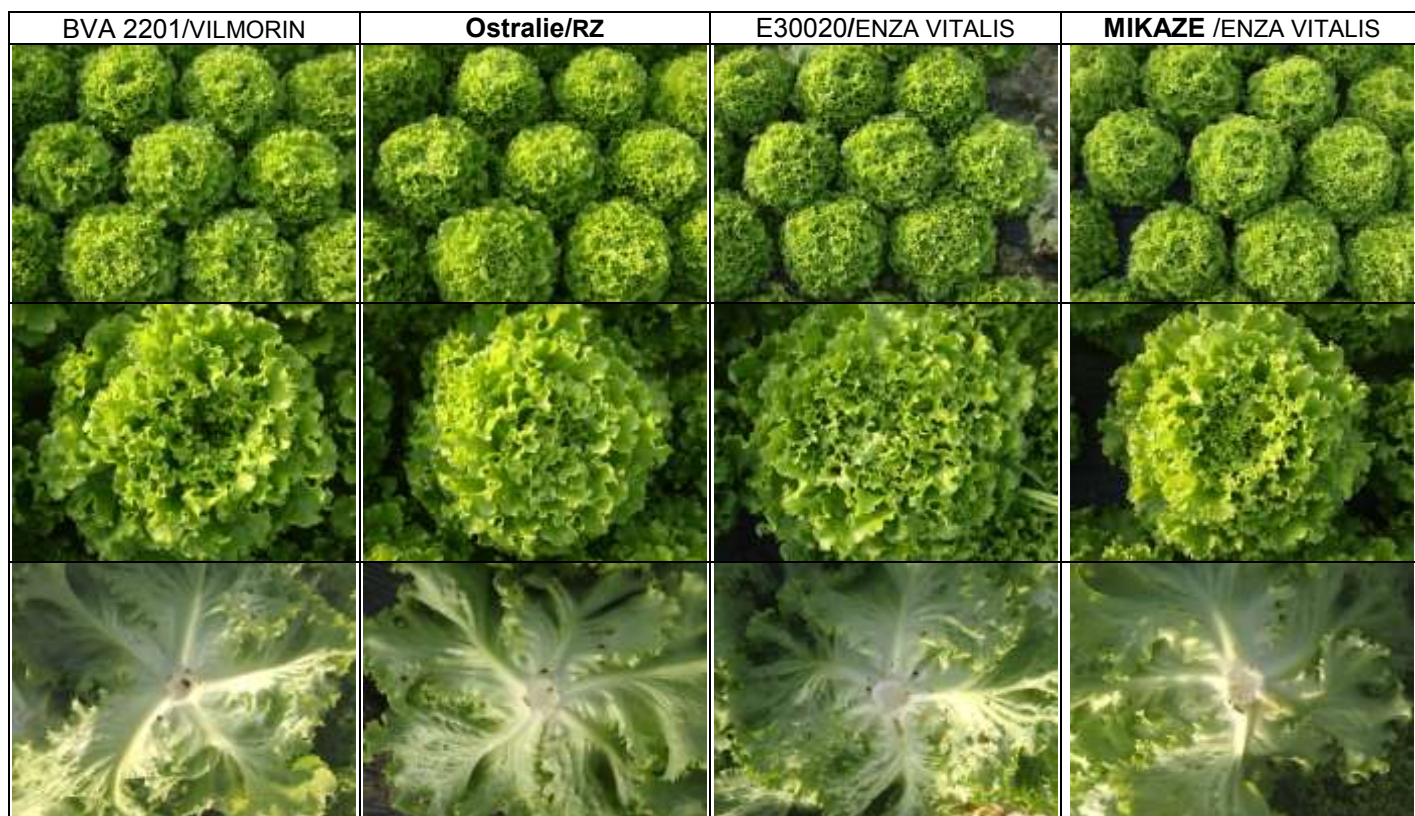 BVA 2201/VILMORIN
Ostralie/RZ
E30020/ENZA VITALIS
MIKAZE /ENZA VITALIS